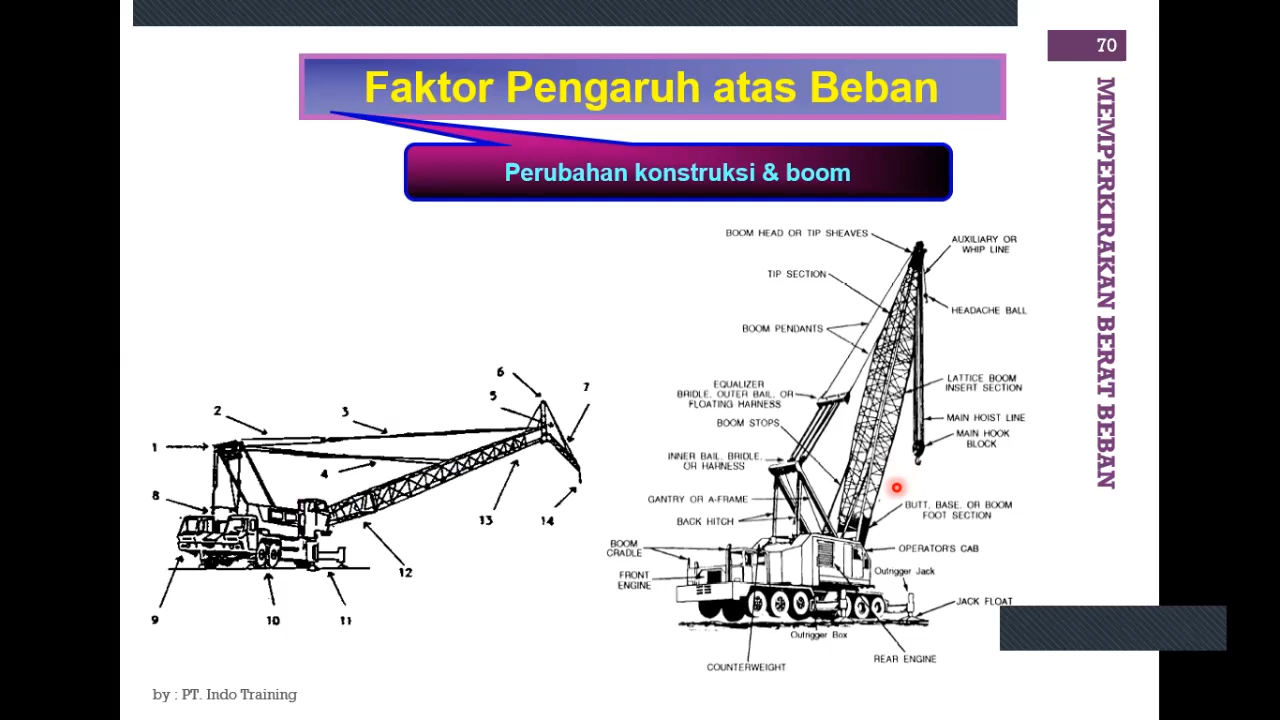 70
Faktor Pengaruh atas Beban
Perubahan konstruksi & boom
MEMPERKIRAKAN BERAT BEBAN
1
2
3
4
5
6
7
8
9
10
11
12
13
14
BOOM HEAD OR TIP SHEAVES
AUXILIARY OR
WHIP LINE
TIP SECTION
HEADACHE BALL
BOOM PENDANTS
EQUALIZER
BRIDLE, OUTER BAIL, OR
FLOATING HARNESS
LATTICE BOOM
INSERT SECTION
BOOM STOPS
MAIN HOIST LINE
MAIN HOOK
BLOCK
INNER BAIL, BRIDLE,
OR HARNESS
GANTRY OR A-FRAME
BUTT, BASE, OR BOOM
FOOT SECTION
BACK HITCH
BOOM
CRADLE
OPERATOR'S CAB
FRONT
ENGINE
Outrigger Jack
JACK FLOAT
Outrigger Box
COUNTERWEIGHT
REAR ENGINE
by : PT. Indo Training